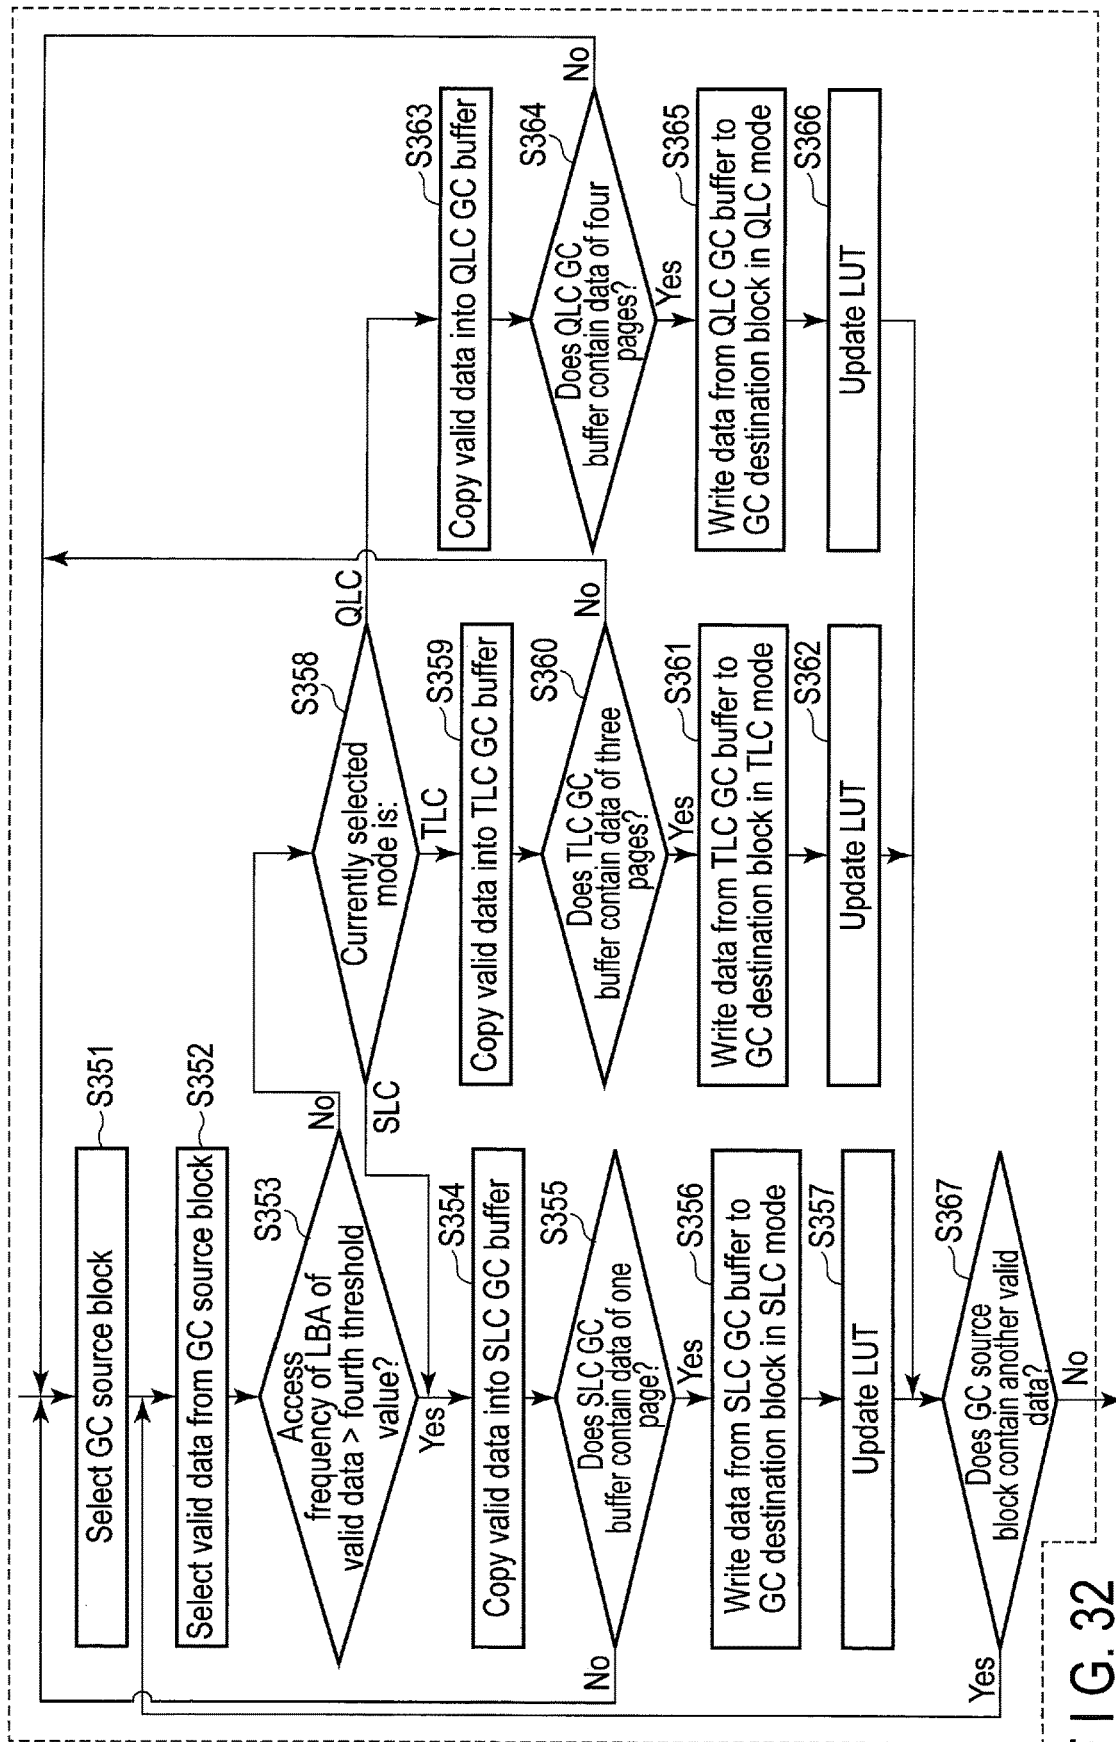 Select GC source block
S351
Select valid data from GC source block
S352
Access
frequency of LBA of
valid data > fourth threshold
value?
S353
No
Yes
Copy valid data into SLC GC buffer
S354
Does SLC GC
buffer contain data of one
page?
S355
No
Yes
Write data from SLC GC buffer to
GC destination block in SLC mode
S356
Update LUT
S357
Currently selected
mode is:
S358
SLC
TLC
QLC
Copy valid data into TLC GC buffer
S359
Does TLC GC
buffer contain data of three
pages?
S360
No
Yes
Write data from TLC GC buffer to
GC destination block in TLC mode
S361
Update LUT
S362
Copy valid data into QLC GC buffer
S363
Does QLC GC
buffer contain data of four
pages?
S364
No
Yes
Write data from QLC GC buffer to
GC destination block in QLC mode
S365
Update LUT
S366
Does GC source
block contain another valid
data?
S367
Yes
No
I G. 32